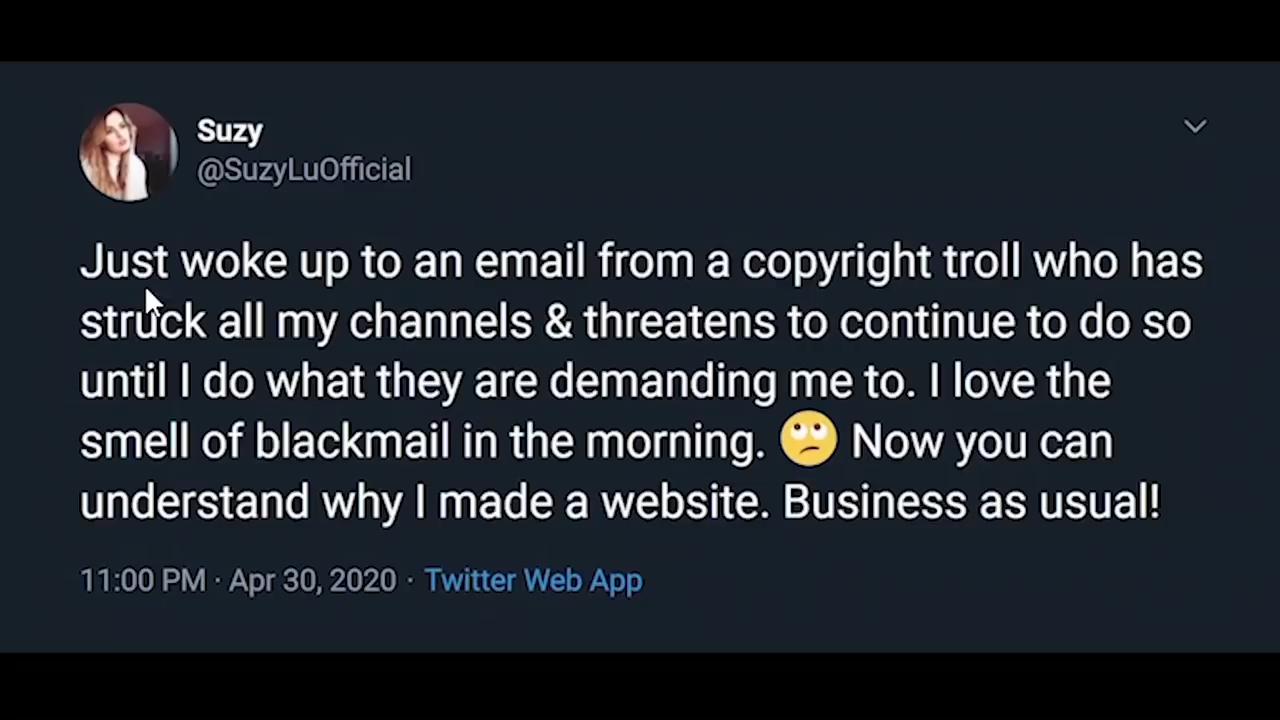 Suzy
@SuzyLuOfficial
Just woke up to an email from a copyright troll who has
struck all my channels & threatens to continue to do so
until I do what they are demanding me to. I love the
smell of blackmail in the morning. 🙄 Now you can
understand why I made a website. Business as usual!
11:00 PM · Apr 30, 2020 · Twitter Web App